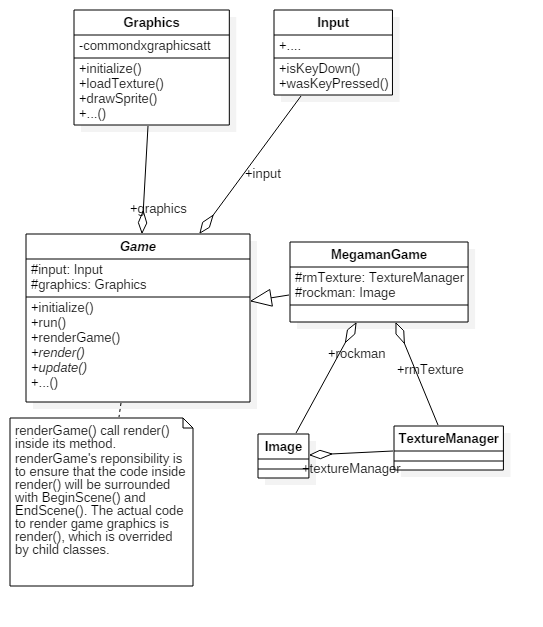 Graphics
-commondxgraphicsatt
+initialize()
+loadTexture()
+drawSprite()
+...()
Input
+....
+isKeyDown()
+wasKeyPressed()
+graphics
+input
Game
#input: Input
#graphics: Graphics
+initialize()
+run()
+renderGame()
+render()
+update()
+...()
MegamanGame
#rmTexture: TextureManager
#rockman: Image
+rockman
+rmTexture
Image
TextureManager
+textureManager
renderGame() call render()
inside its method.
renderGame's reponsibility is
to ensure that the code inside
render() will be surrounded
with BeginScene() and
EndScene(). The actual code
to render game graphics is
render(), which is overrided
by child classes.